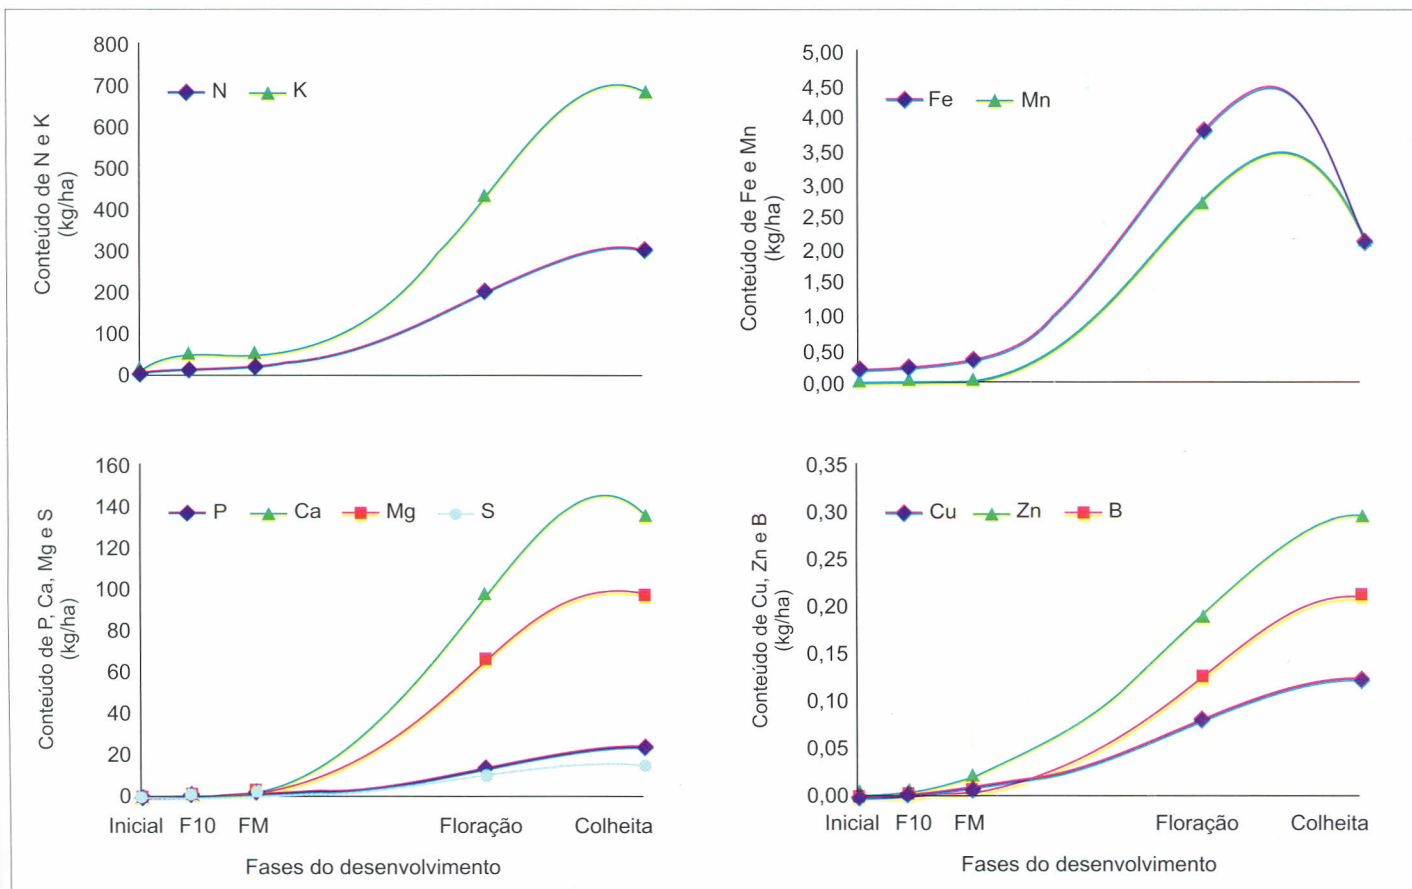 Conteúdo de N e K
(kg/ha)
800
700
600
500
400
300
200
100
0
N K
Conteúdo de Fe e Mn
(kg/ha)
5,00
4,50
4,00
3,50
3,00
2,50
2,00
1,50
1,00
0,50
0,00
Fe Mn
Conteúdo de P, Ca, Mg e S
(kg/ha)
160
140
120
100
80
60
40
20
0
P Ca Mg S
Inicial F10 FM Floração Colheita
Fases do desenvolvimento
Conteúdo de Cu, Zn e B
(kg/ha)
0,35
0,30
0,25
0,20
0,15
0,10
0,05
0,00
Cu Zn B
Inicial F10 FM Floração Colheita
Fases do desenvolvimento